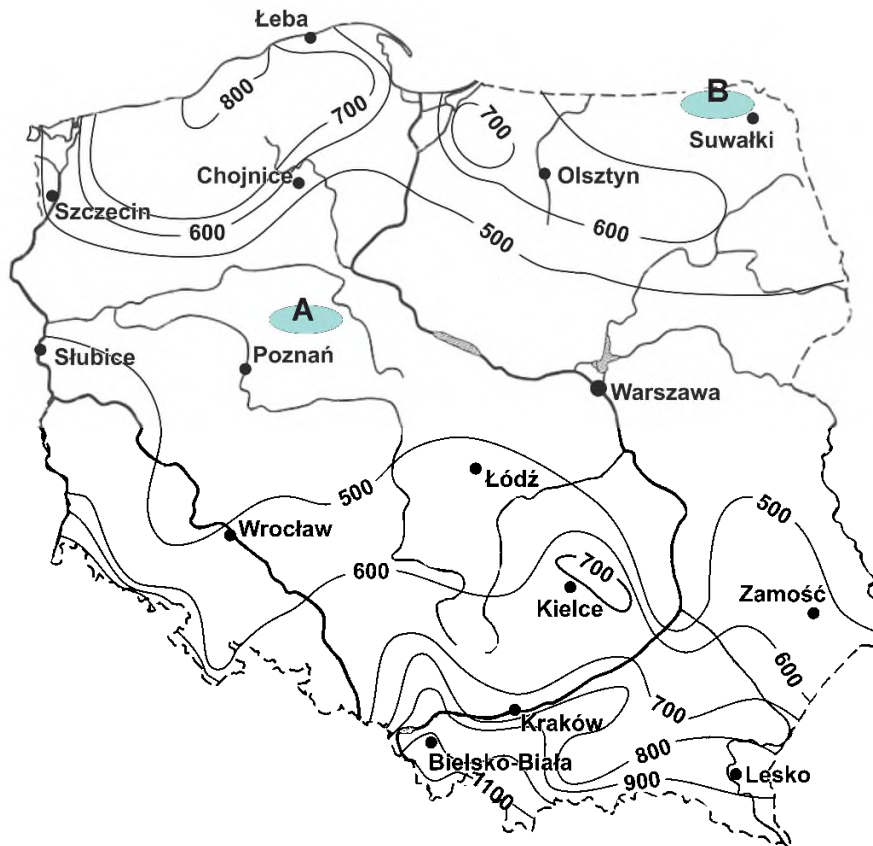 Łeba
800
700
B
700
Suwałki
Chojnice
Olsztyn
Szczecin
600
600
500
A
Słubice
Poznań
Warszawa
500
Łódź
500
Wrocław
600
700
Kielce
Zamość
600
700
Kraków
800
Bielsko-Biała
Lesko
900
1100